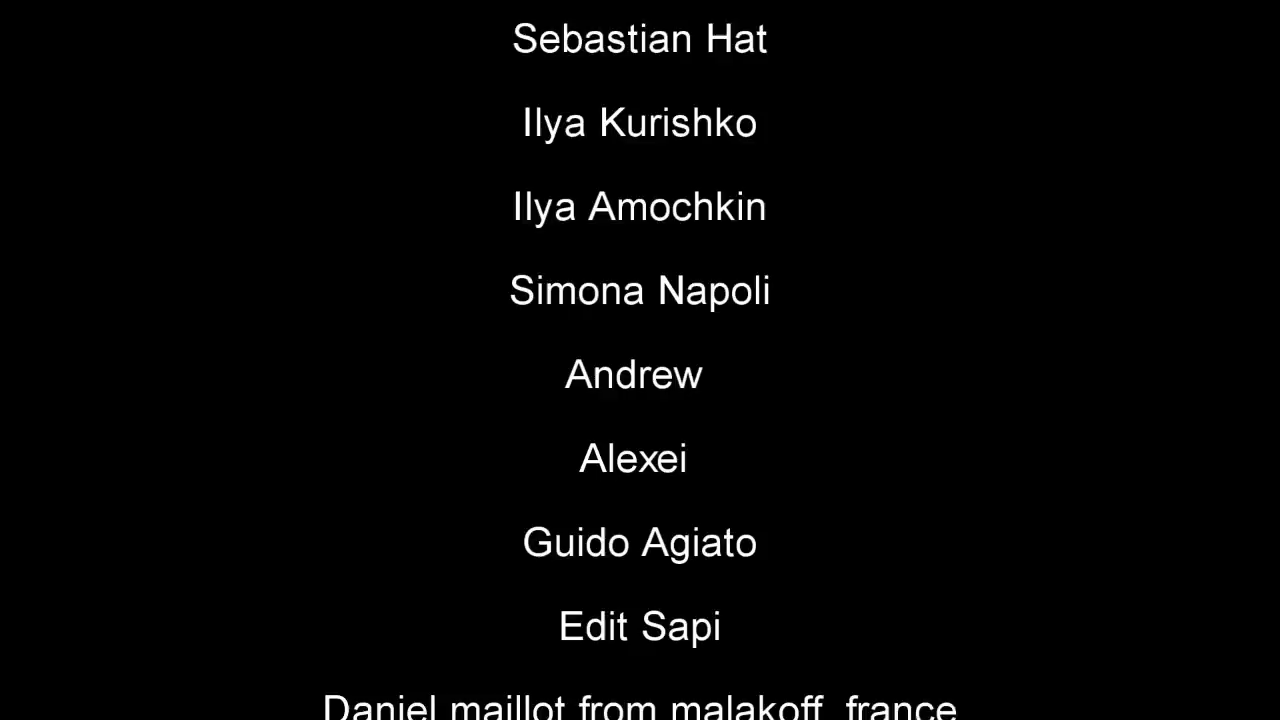 Sebastian Hat
Ilya Kurishko
Ilya Amochkin
Simona Napoli
Andrew
Alexei
Guido Agiato
Edit Sapi
Daniel maillot from malakoff, france